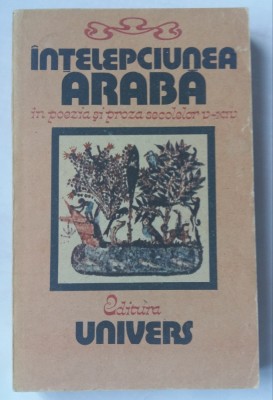 ÎNȚELEPCIUNEA
ARABĂ
în poezia și proza secolelor v-xiv
Editura
UNIVERS